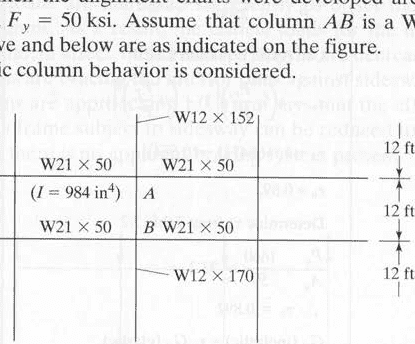 F_y = 50 ksi. Assume that column AB is a W
ve and below are as indicated on the figure.
ic column behavior is considered.
W12 × 152
12 ft
W21 × 50 W21 × 50
(I = 984 in⁴) A
12 ft
W21 × 50 B W21 × 50
W12 × 170
12 ft